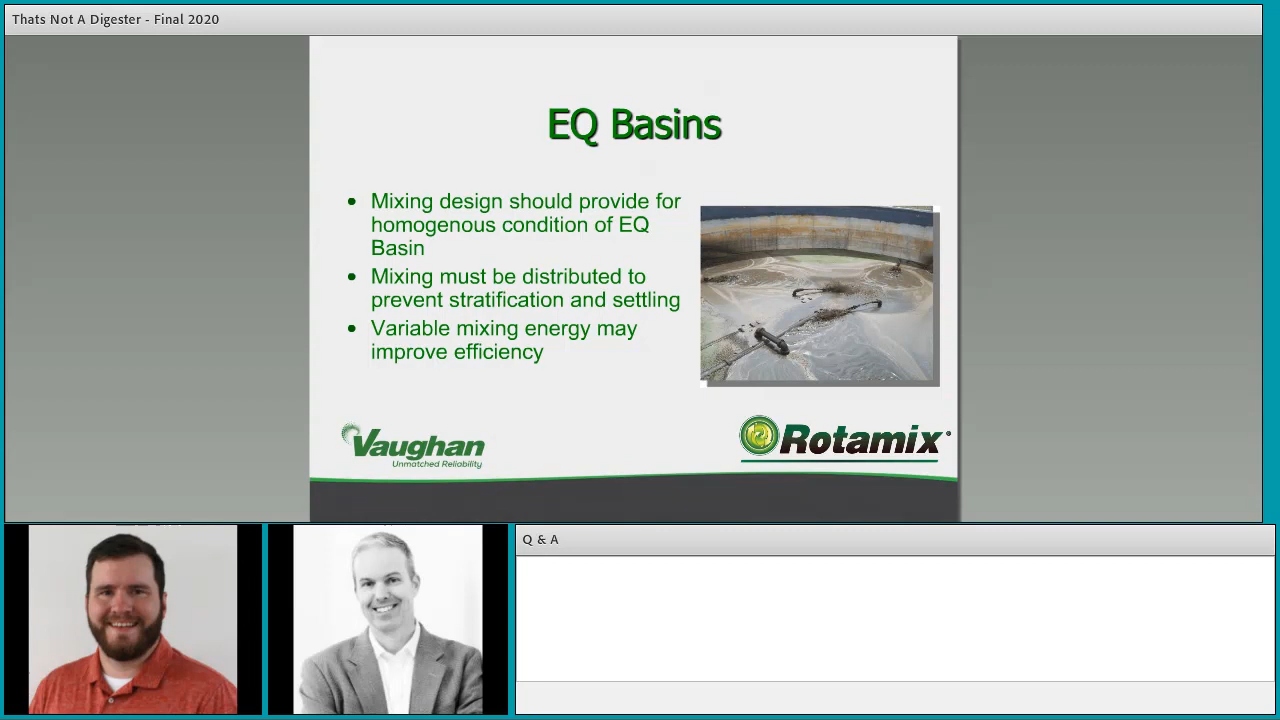 Thats Not A Digester - Final 2020
EQ Basins
• Mixing design should provide for
homogenous condition of EQ
Basin
• Mixing must be distributed to
prevent stratification and settling
• Variable mixing energy may
improve efficiency
Vaughan
Unmatched Reliability
Rotamix®
Q & A